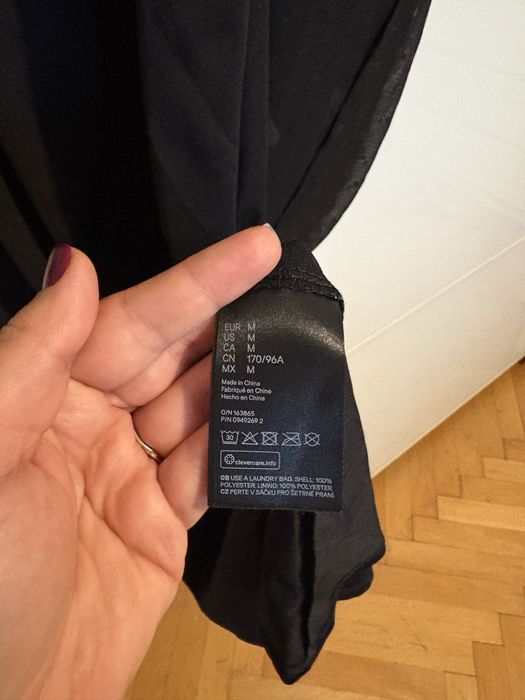 EUR M
US M
CA M
CN 170/96A
MX M
Made in China
Fabriqué en Chine
Hecho en China
O/N 163865
P/N 0949269 2
30
clevercare.info
GB USE A LAUNDRY BAG. SHELL: 100%
POLYESTER. LINING: 100% POLYESTER.
CZ PERTE V SÁČKU PRO ŠETRNÉ PRANÍ.